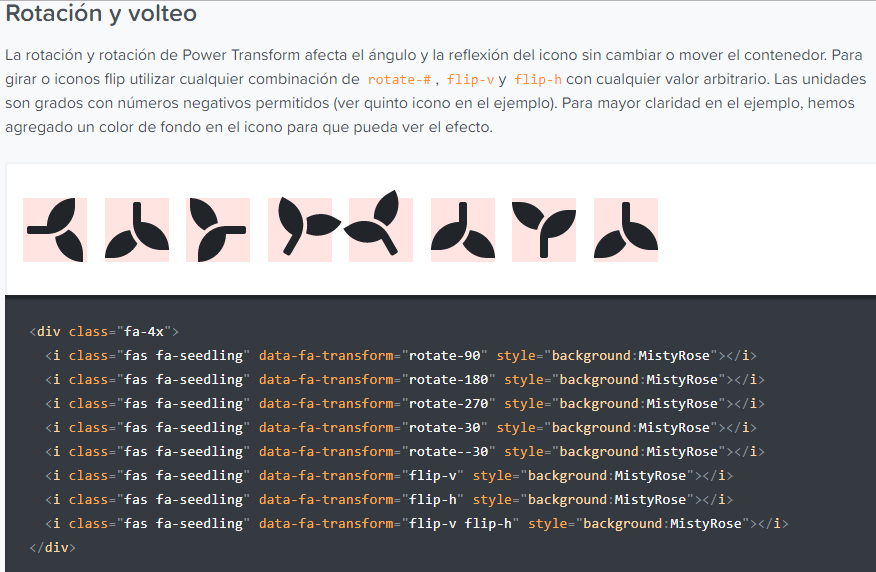 Rotación y volteo
La rotación y rotación de Power Transform afecta el ángulo y la reflexión del icono sin cambiar o mover el contenedor. Para
girar o iconos flip utilizar cualquier combinación de rotate-# , flip-v y flip-h con cualquier valor arbitrario. Las unidades
son grados con números negativos permitidos (ver quinto icono en el ejemplo). Para mayor claridad en el ejemplo, hemos
agregado un color de fondo en el icono para que pueda ver el efecto.
<div class="fa-4x">
  <i class="fas fa-seedling" data-fa-transform="rotate-90" style="background:MistyRose"></i>
  <i class="fas fa-seedling" data-fa-transform="rotate-180" style="background:MistyRose"></i>
  <i class="fas fa-seedling" data-fa-transform="rotate-270" style="background:MistyRose"></i>
  <i class="fas fa-seedling" data-fa-transform="rotate-30" style="background:MistyRose"></i>
  <i class="fas fa-seedling" data-fa-transform="rotate--30" style="background:MistyRose"></i>
  <i class="fas fa-seedling" data-fa-transform="flip-v" style="background:MistyRose"></i>
  <i class="fas fa-seedling" data-fa-transform="flip-h" style="background:MistyRose"></i>
  <i class="fas fa-seedling" data-fa-transform="flip-v flip-h" style="background:MistyRose"></i>
</div>